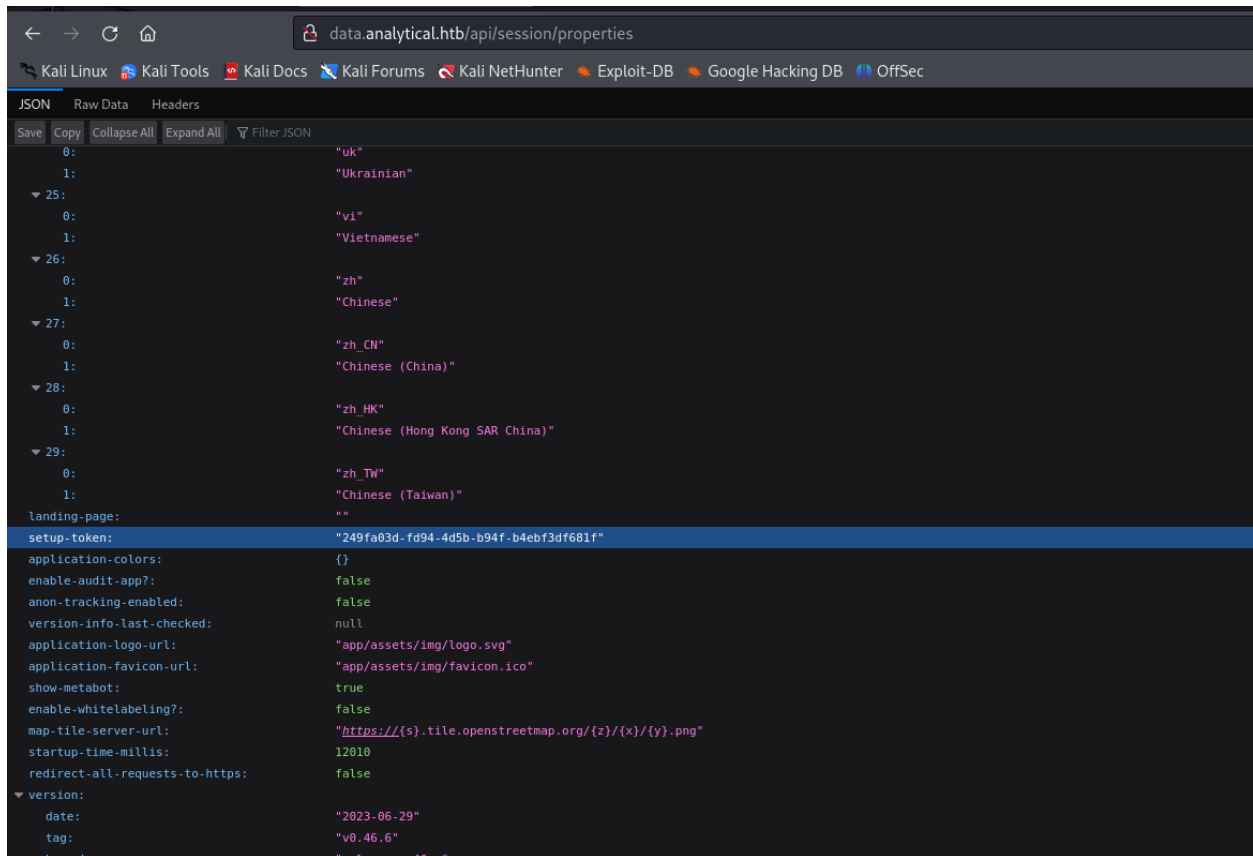 data.analytical.htb/api/session/properties
Kali Linux Kali Tools Kali Docs Kali Forums Kali NetHunter Exploit-DB Google Hacking DB OffSec
JSON Raw Data Headers
Save Copy Collapse All Expand All Filter JSON
0: "uk"
1: "Ukrainian"
25:
0: "vi"
1: "Vietnamese"
26:
0: "zh"
1: "Chinese"
27:
0: "zh_CN"
1: "Chinese (China)"
28:
0: "zh_HK"
1: "Chinese (Hong Kong SAR China)"
29:
0: "zh_TW"
1: "Chinese (Taiwan)"
landing-page: ""
setup-token: "249fa03d-fd94-4d5b-b94f-b4ebf3df681f"
application-colors: {}
enable-audit-app?: false
anon-tracking-enabled: false
version-info-last-checked: null
application-logo-url: "app/assets/img/logo.svg"
application-favicon-url: "app/assets/img/favicon.ico"
show-metabot: true
enable-whitelabeling?: false
map-tile-server-url: "https://{s}.tile.openstreetmap.org/{z}/{x}/{y}.png"
startup-time-millis: 12010
redirect-all-requests-to-https: false
version:
date: "2023-06-29"
tag: "v0.46.6"